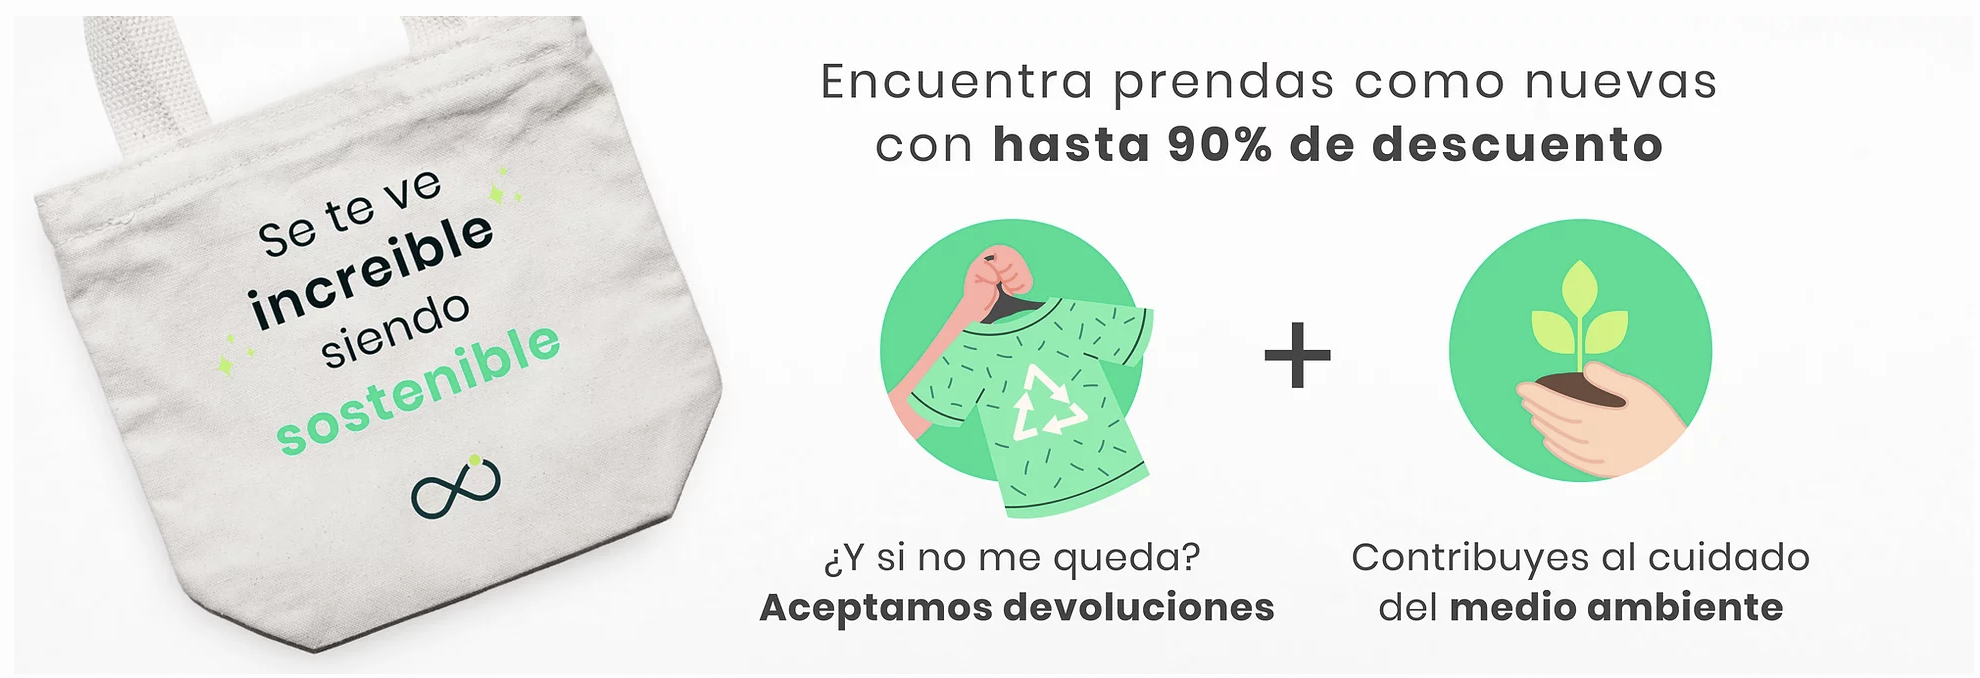 Se te ve
increible
siendo
sostenible
Encuentra prendas como nuevas
con hasta 90% de descuento
¿Y si no me queda?
Aceptamos devoluciones
+
Contribuyes al cuidado
del medio ambiente